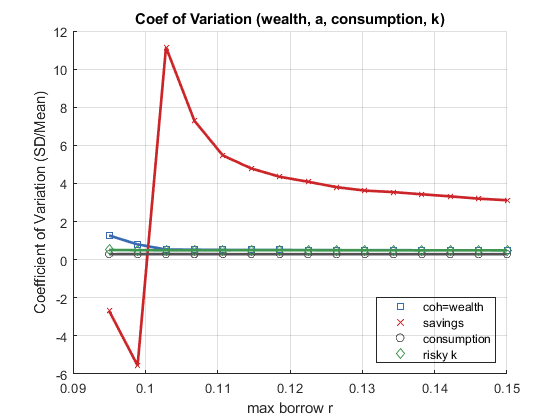 Coef of Variation (wealth, a, consumption, k)
Coefficient of Variation (SD/Mean)
12
10
8
6
4
2
0
-2
-4
-6
0.09
0.1
0.11
0.12
0.13
0.14
0.15
max borrow r
coh=wealth
savings
consumption
risky k